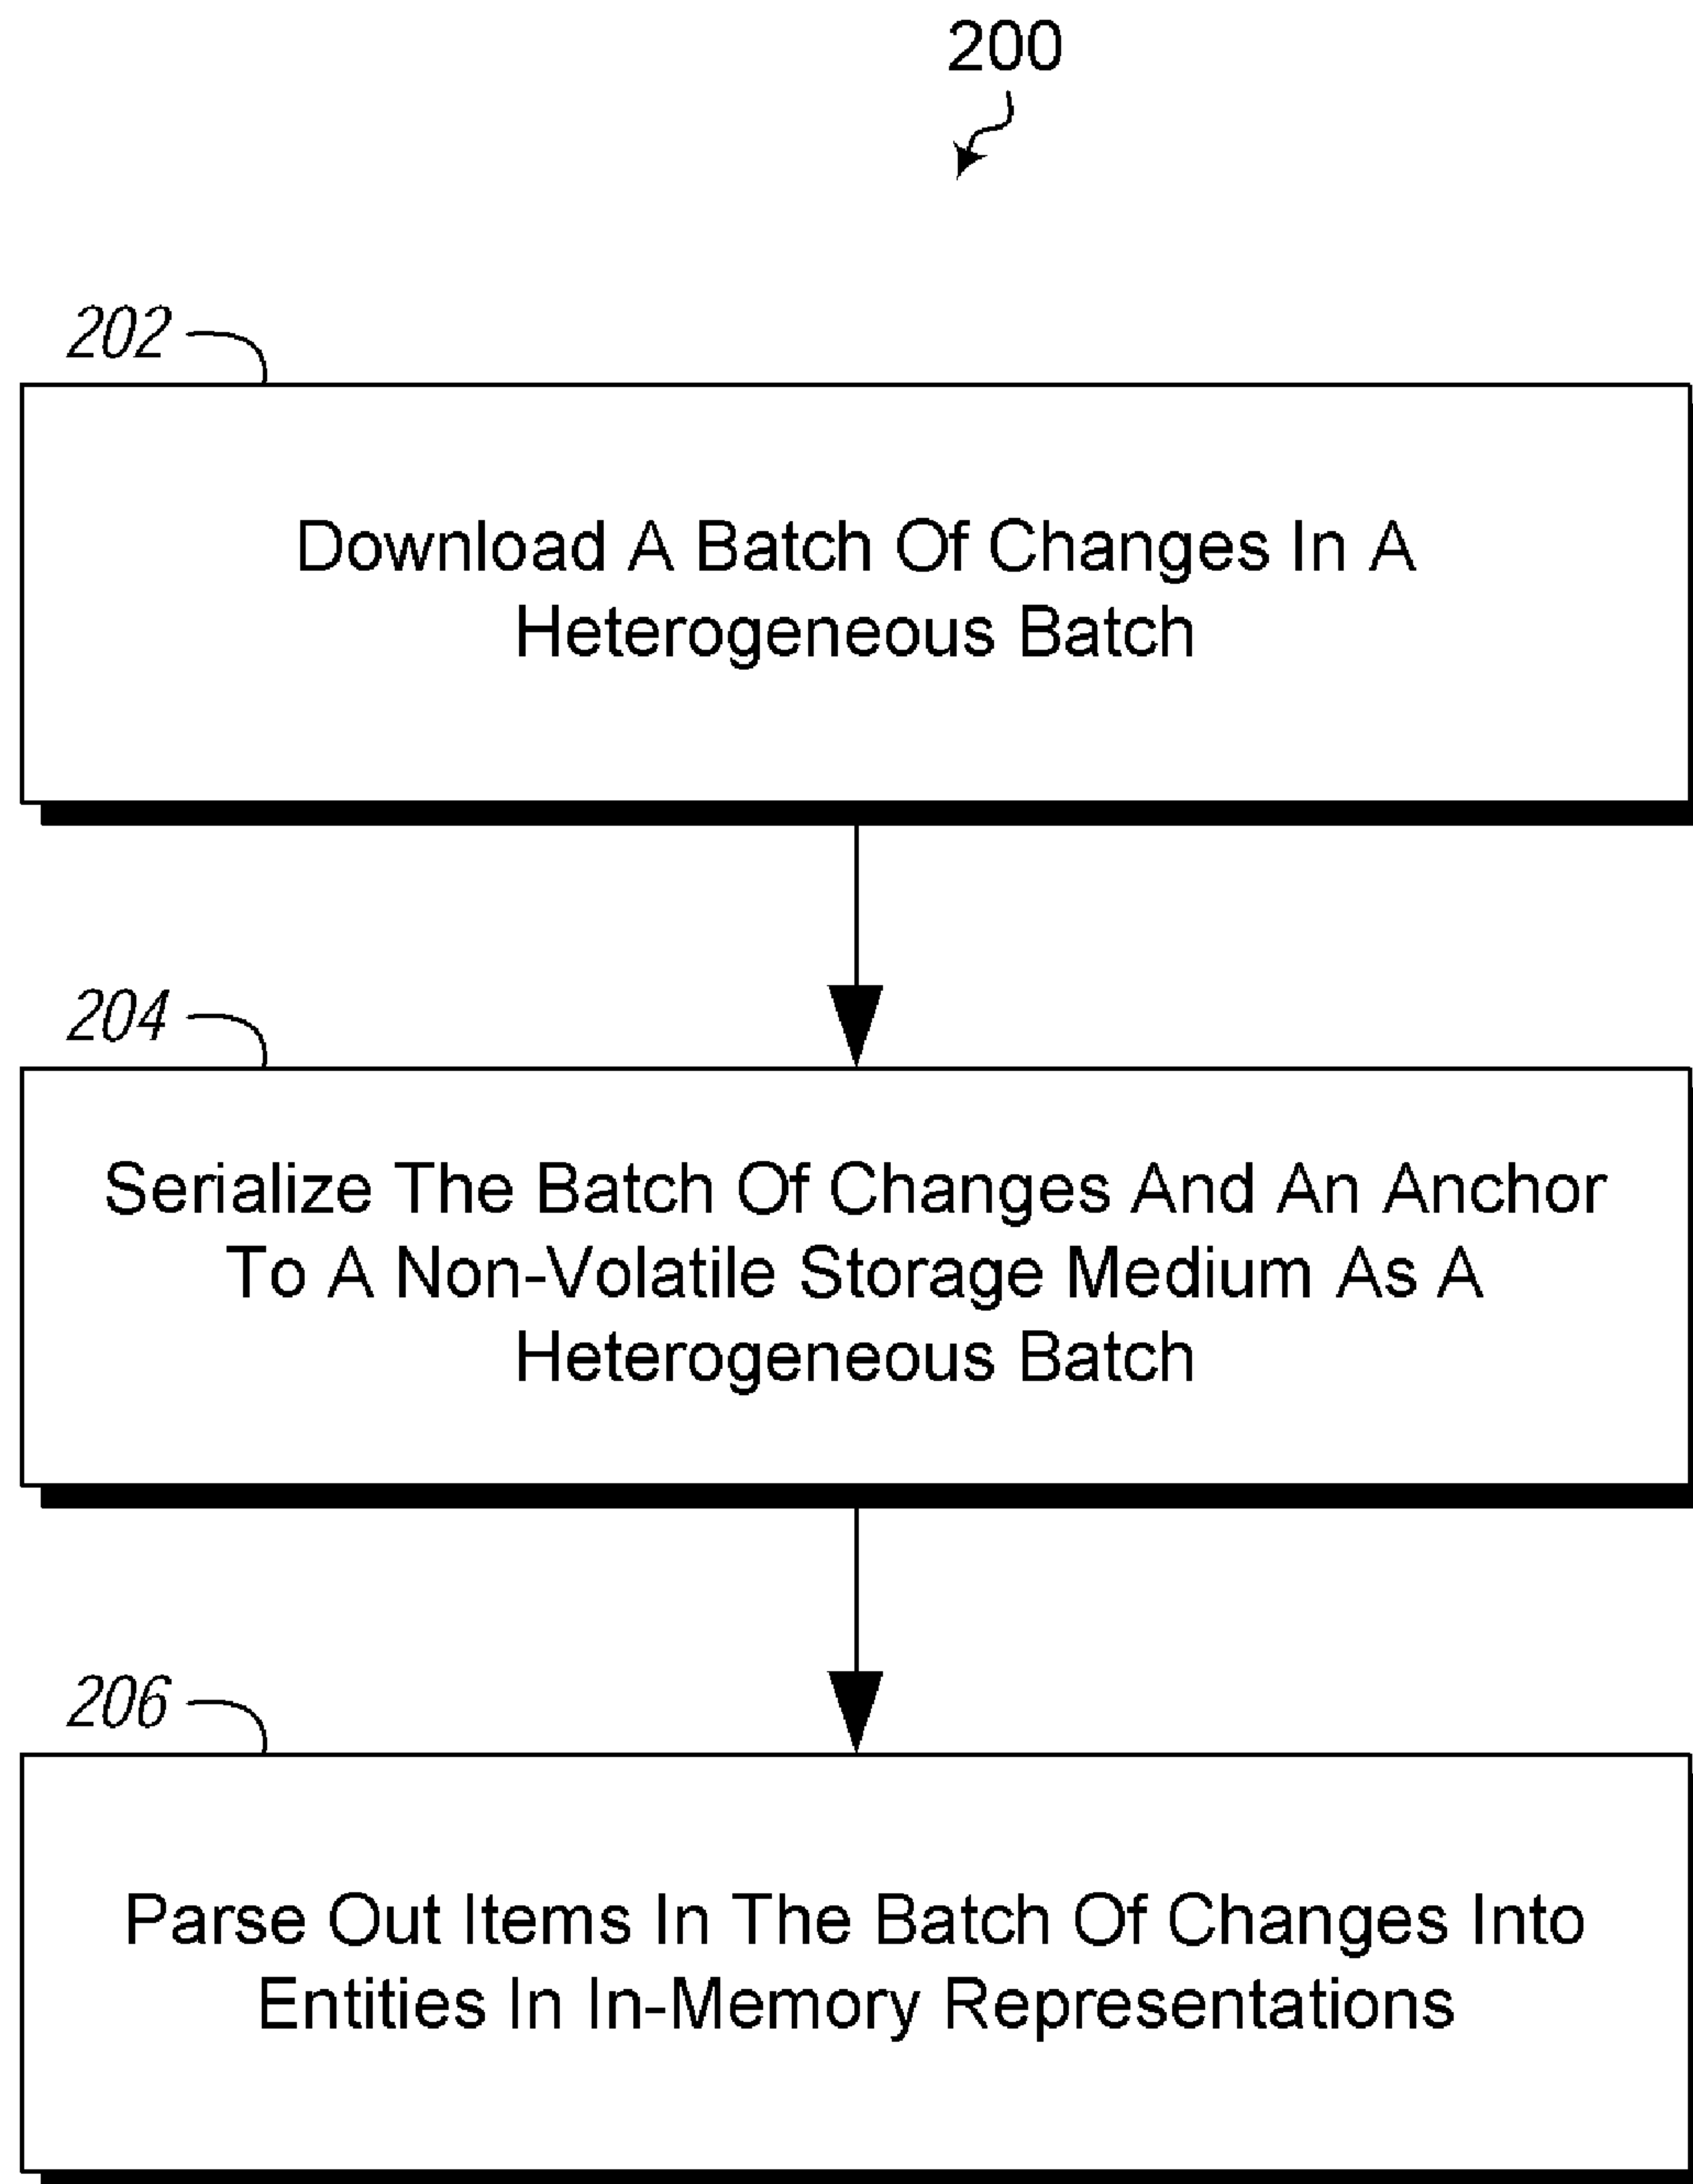 200
202
Download A Batch Of Changes In A
Heterogeneous Batch
204
Serialize The Batch Of Changes And An Anchor
To A Non-Volatile Storage Medium As A
Heterogeneous Batch
206
Parse Out Items In The Batch Of Changes Into
Entities In In-Memory Representations